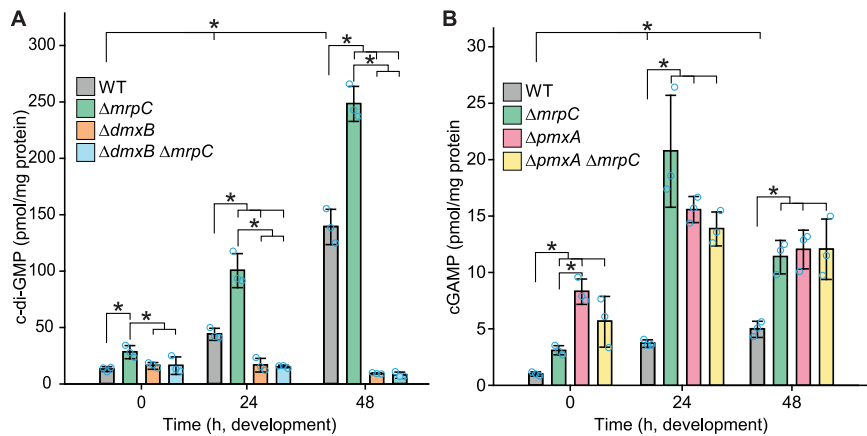 A
B
*
*
300
30
*
*
*
WT
ΔmrpC
ΔdmxB
ΔdmxB ΔmrpC
WT
ΔmrpC
ΔpmxA
ΔpmxA ΔmrpC
250
25
200
20
c-di-GMP (pmol/mg protein)
cGAMP (pmol/mg protein)
*
*
*
150
15
100
10
*
*
*
*
50
5
0
0
0
24
48
0
24
48
Time (h, development)
Time (h, development)